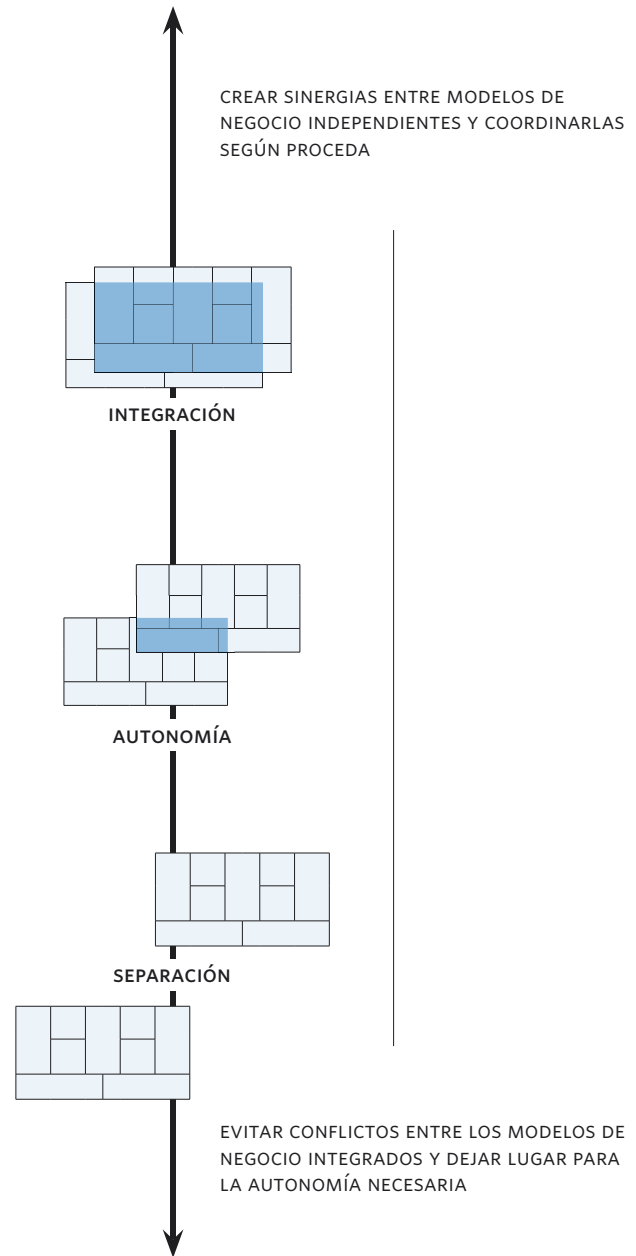 CREAR SINERGIAS ENTRE MODELOS DE
NEGOCIO INDEPENDIENTES Y COORDINARLAS
SEGÚN PROCEDA
INTEGRACIÓN
AUTONOMÍA
SEPARACIÓN
EVITAR CONFLICTOS ENTRE LOS MODELOS DE
NEGOCIO INTEGRADOS Y DEJAR LUGAR PARA
LA AUTONOMÍA NECESARIA